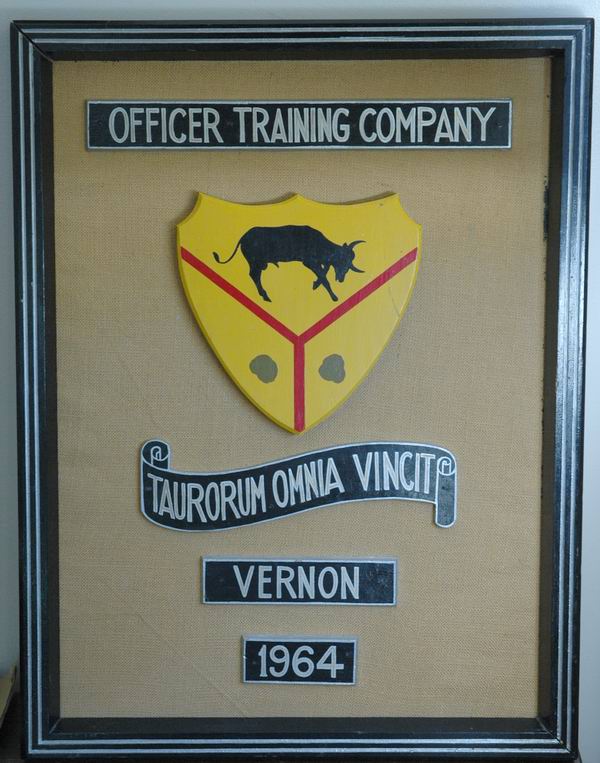 OFFICER TRAINING COMPANY
TAURORUM OMNIA VINCIT
VERNON
1964